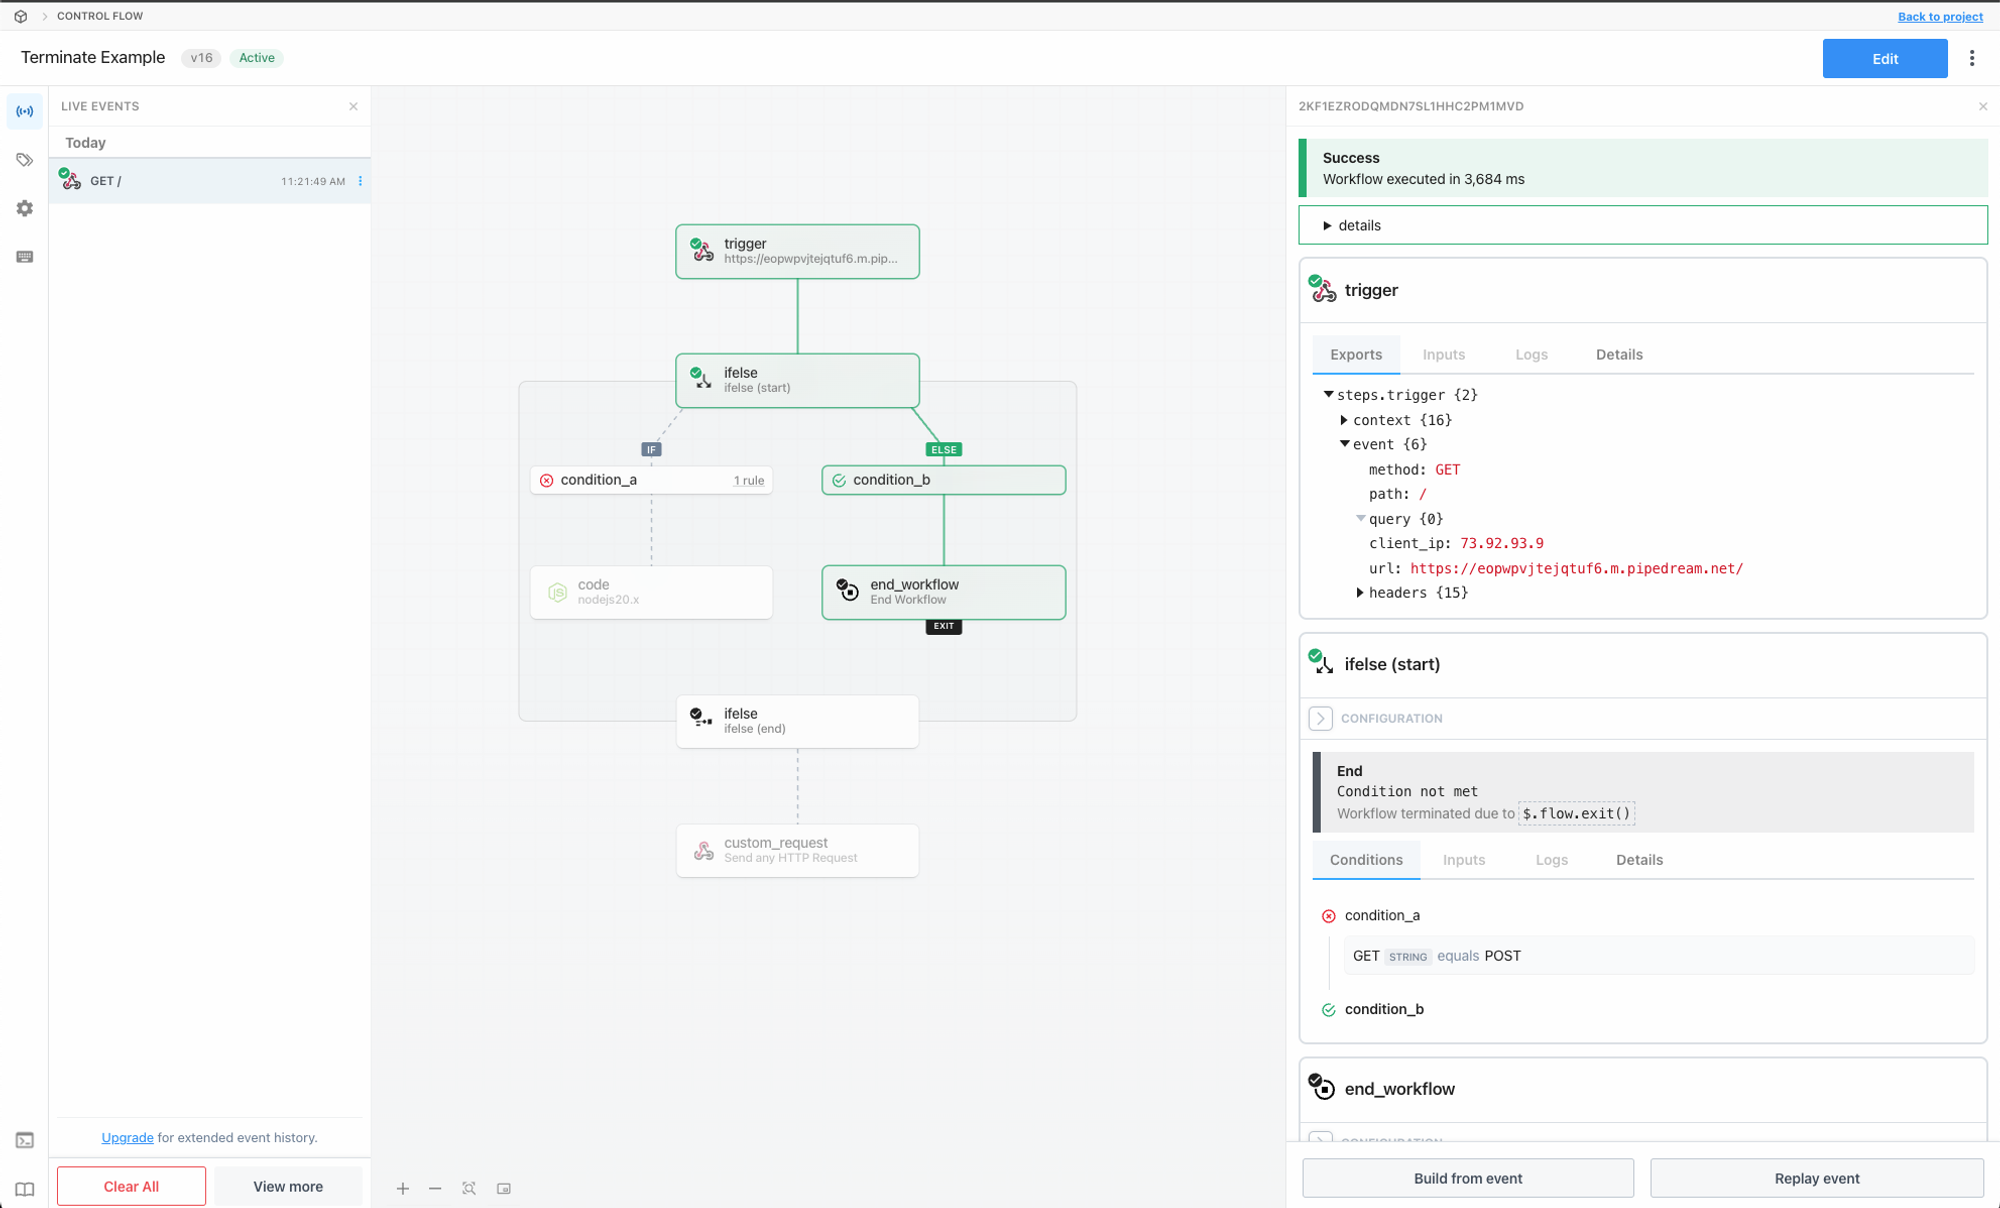 CONTROL FLOW
Back to project
Terminate Example
v16
Active
Edit
LIVE EVENTS
Today
GET /
11:21:49 AM
Upgrade for extended event history.
Clear All
View more
trigger
https://eopwpvjtejqtuf6.m.pip...
ifelse
ifelse (start)
IF
ELSE
condition_a
1 rule
condition_b
code
nodejs20.x
end_workflow
End Workflow
EXIT
ifelse
ifelse (end)
custom_request
Send any HTTP Request
2KF1EZRODQMDN7SL1HHC2PM1MVD
Success
Workflow executed in 3,684 ms
details
trigger
Exports
Inputs
Logs
Details
steps.trigger {2}
context {16}
event {6}
method: GET
path: /
query {0}
client_ip: 73.92.93.9
url: https://eopwpvjtejqtuf6.m.pipedream.net/
headers {15}
ifelse (start)
CONFIGURATION
End
Condition not met
Workflow terminated due to $.flow.exit()
Conditions
Inputs
Logs
Details
condition_a
GET STRING equals POST
condition_b
end_workflow
CONFIGURATION
Build from event
Replay event